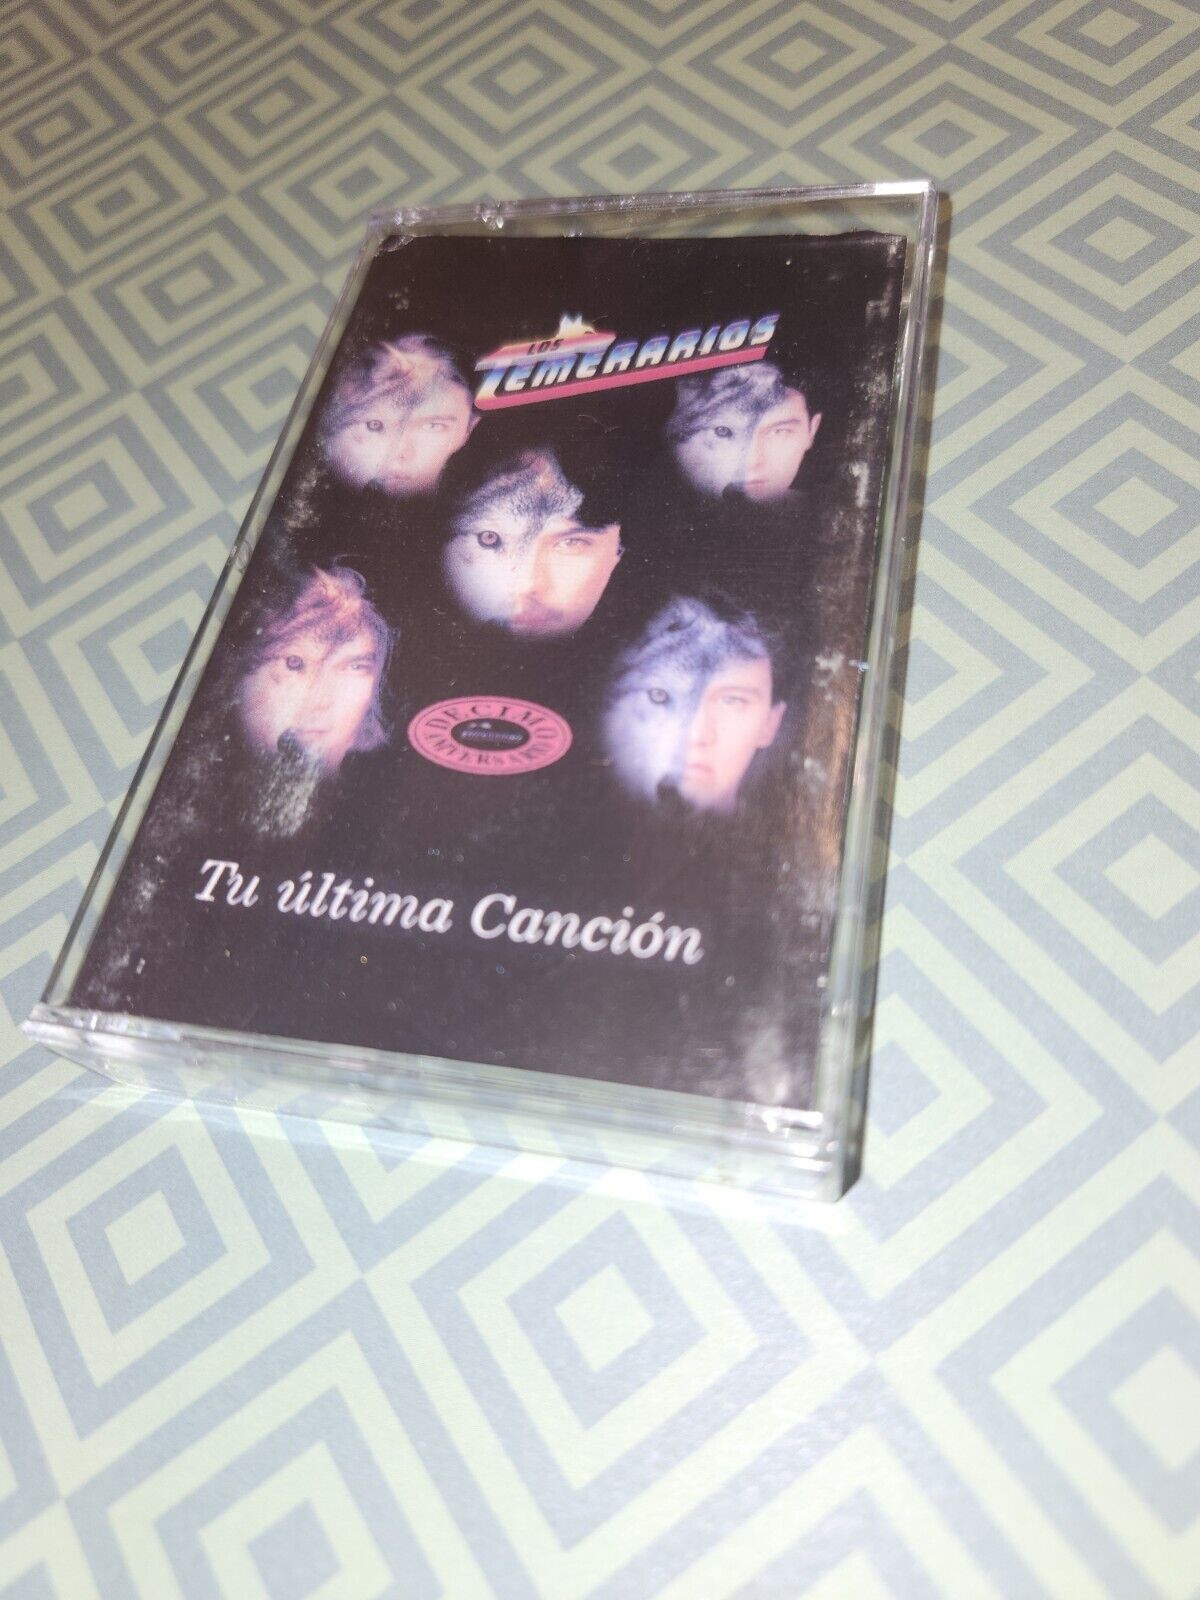 LOS
TEMERARIOS
DECIMO
ANIVERSARIO
Tu última Canción